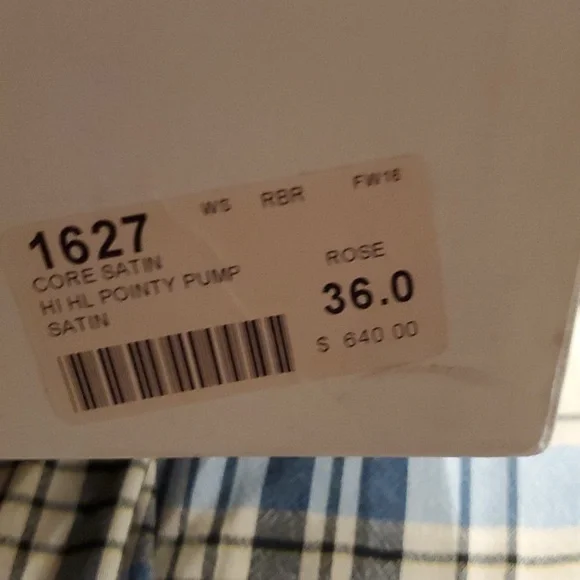 WS RBR FW16
1627
CORE SATIN
HI HL POINTY PUMP
SATIN
ROSE
36.0
$ 640 00